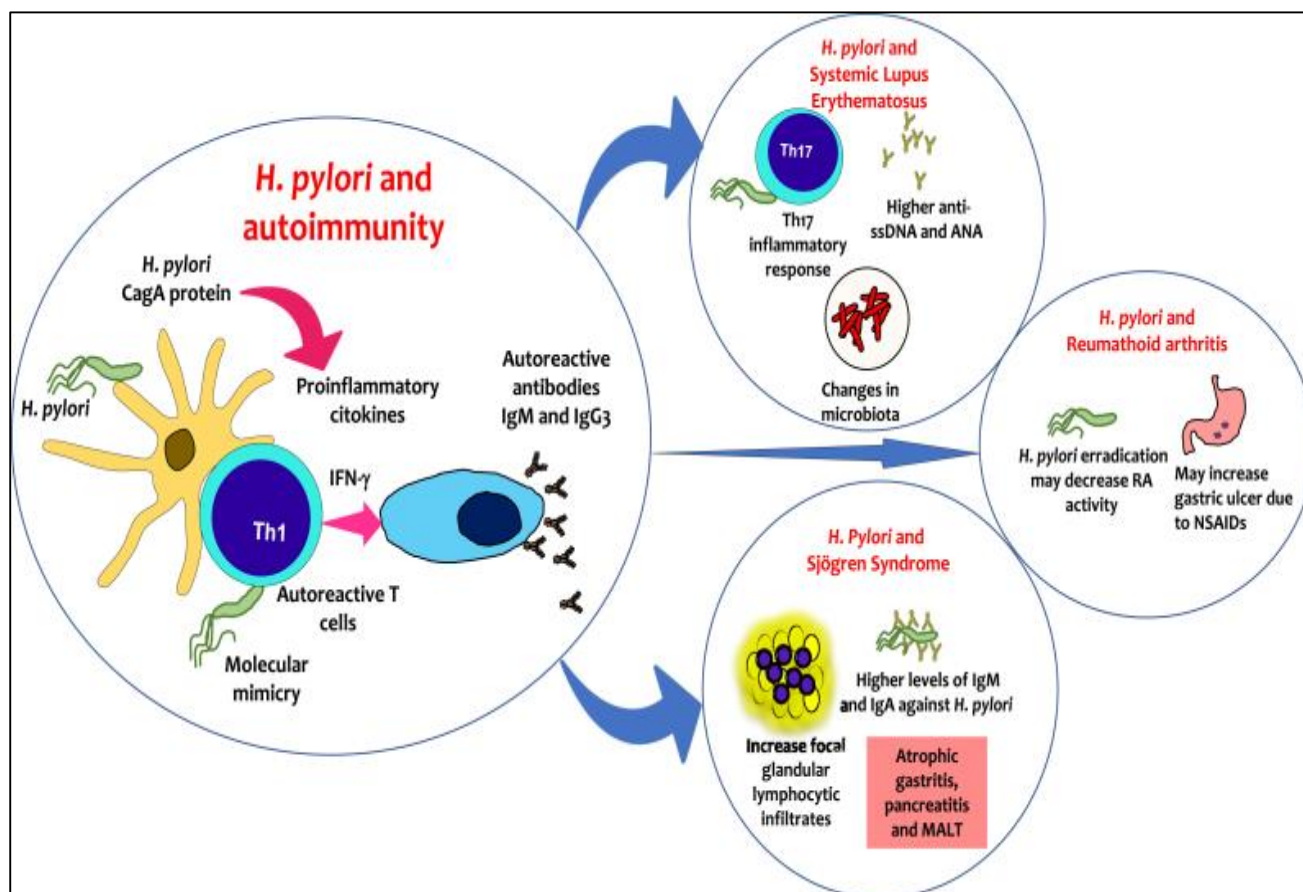 H. pylori and
autoimmunity
H. pylori
CagA protein
H. pylori
Proinflammatory
citokines
Autoreactive
antibodies
IgM and IgG3
IFN-γ
Th1
Autoreactive T
cells
Molecular
mimicry
H. pylori and
Systemic Lupus
Erythematosus
Th17
Th17
inflammatory
response
Higher anti-
ssDNA and ANA
Changes in
microbiota
H. pylori and
Reumathoid arthritis
H. pylori erradication
may decrease RA
activity
May increase
gastric ulcer due
to NSAIDs
H. Pylori and
Sjögren Syndrome
Increase focal
glandular
lymphocytic
infiltrates
Higher levels of IgM
and IgA against H. pylori
Atrophic
gastritis,
pancreatitis
and MALT